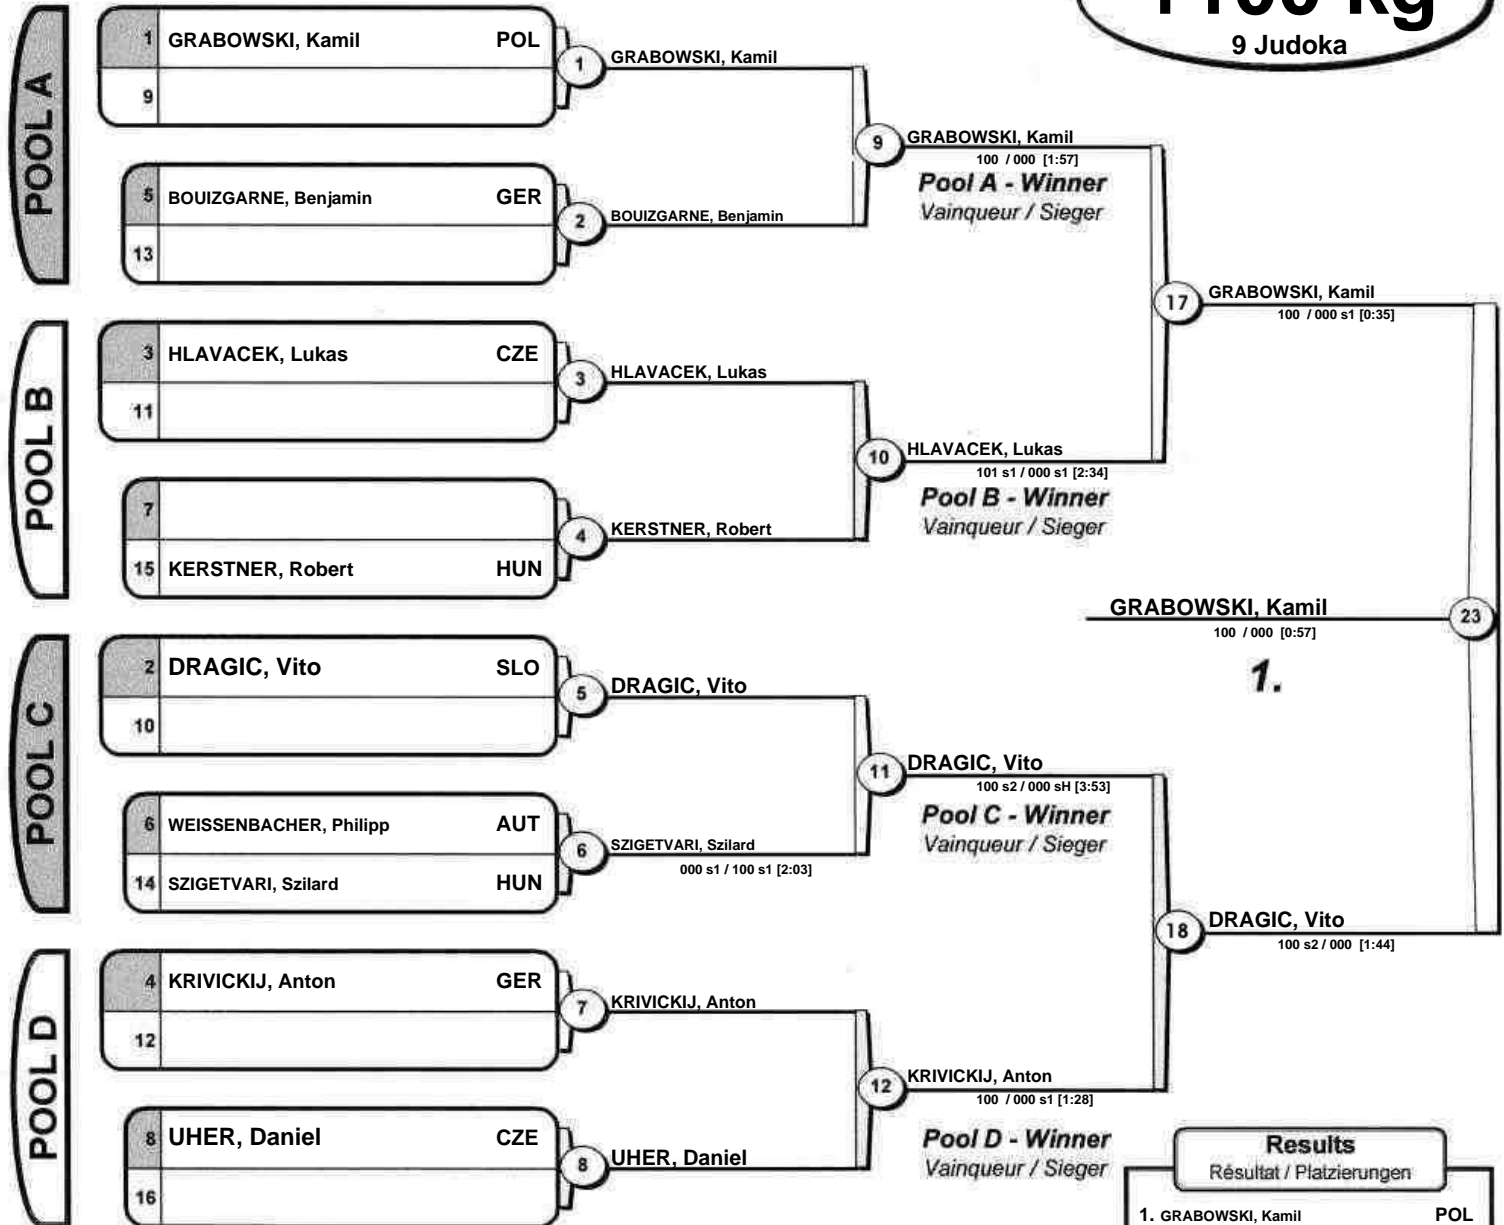 +100 kg
9 Judoka
POOL A
1 GRABOWSKI, Kamil POL
9
5 BOUIZGARNE, Benjamin GER
13
1 GRABOWSKI, Kamil
2 BOUIZGARNE, Benjamin
9 GRABOWSKI, Kamil
100 / 000 [1:57]
Pool A - Winner
Vainqueur / Sieger
POOL B
3 HLAVACEK, Lukas CZE
11
7
15 KERSTNER, Robert HUN
3 HLAVACEK, Lukas
4 KERSTNER, Robert
10 HLAVACEK, Lukas
101 s1 / 000 s1 [2:34]
Pool B - Winner
Vainqueur / Sieger
17 GRABOWSKI, Kamil
100 / 000 s1 [0:35]
GRABOWSKI, Kamil 23
100 / 000 [0:57]
1.
POOL C
2 DRAGIC, Vito SLO
10
6 WEISSENBACHER, Philipp AUT
14 SZIGETVARI, Szilard HUN
5 DRAGIC, Vito
6 SZIGETVARI, Szilard
000 s1 / 100 s1 [2:03]
11 DRAGIC, Vito
100 s2 / 000 sH [3:53]
Pool C - Winner
Vainqueur / Sieger
18 DRAGIC, Vito
100 s2 / 000 [1:44]
POOL D
4 KRIVICKIJ, Anton GER
12
8 UHER, Daniel CZE
16
7 KRIVICKIJ, Anton
8 UHER, Daniel
12 KRIVICKIJ, Anton
100 / 000 s1 [1:28]
Pool D - Winner
Vainqueur / Sieger
Results
Résultat / Platzierungen
1. GRABOWSKI, Kamil POL